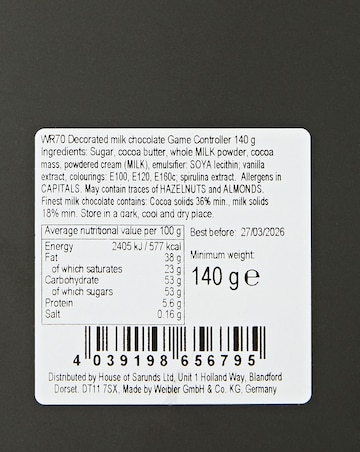 WR70 Decorated milk chocolate Game Controller 140 g
Ingredients: Sugar, cocoa butter, whole MILK powder, cocoa
mass, powdered cream (MILK), emulsifier: SOYA lecithin; vanilla
extract, colourings: E100, E120, E160c; spirulina extract. Allergens in
CAPITALS. May contain traces of HAZELNUTS and ALMONDS.
Finest milk chocolate contains: Cocoa solids 36% min., milk solids
18% min. Store in a dark, cool and dry place.
Average nutritional value per 100 g
Energy 2405 kJ / 577 kcal
Fat 38 g
of which saturates 23 g
Carbohydrate 53 g
of which sugars 53 g
Protein 5.6 g
Salt 0.16 g
Best before: 27/03/2026
Minimum weight:
140 g e
4 039198 656795
Distributed by House of Sarunds Ltd, Unit 1 Holland Way, Blandford
Dorset. DT11 7SX, Made by Weibler GmbH & Co. KG, Germany